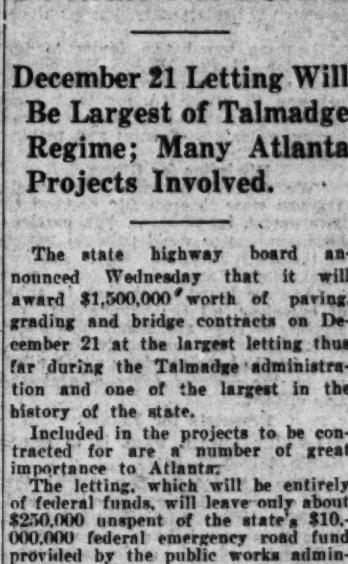 December 21 Letting Will
Be Largest of Talmadge
Regime; Many Atlanta
Projects Involved.
The state highway board an-
nounced Wednesday that it will
award $1,500,000 worth of paving,
grading and bridge contracts on De-
cember 21 at the largest letting thus
far during the Talmadge administra-
tion and one of the largest in the
history of the state.
Included in the projects to be con-
tracted for are a number of great
importance to Atlanta:
The letting, which will be entirely
of federal funds, will leave only about
$250,000 unspent of the state's $10,-
000,000 federal emergency road fund
provided by the public works admin-